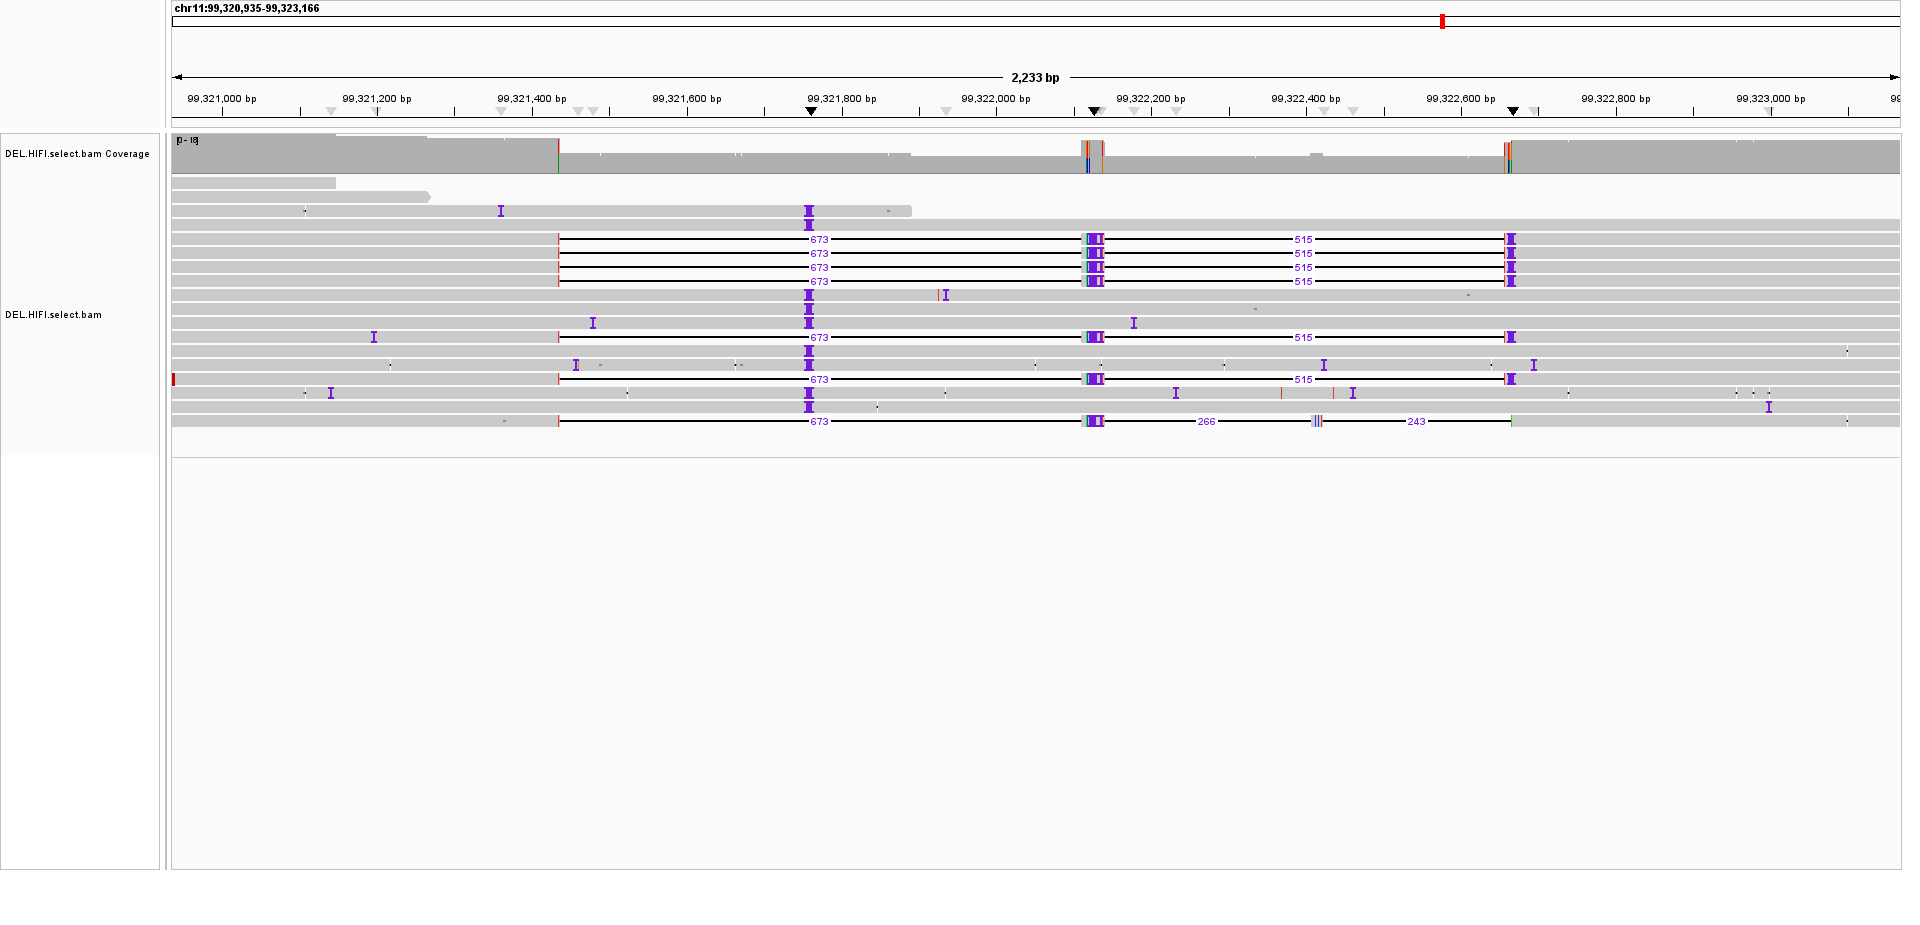 chr11:99,320,935-99,323,166
2,233 bp
99,321,000 bp 99,321,200 bp 99,321,400 bp 99,321,600 bp 99,321,800 bp 99,322,000 bp 99,322,200 bp 99,322,400 bp 99,322,600 bp 99,322,800 bp 99,323,000 bp 99
[0 - 18]
DEL.HIFI.select.bam Coverage
673 515
673 515
673 515
673 515
DEL.HIFI.select.bam
673 515
673 515
673 266 243